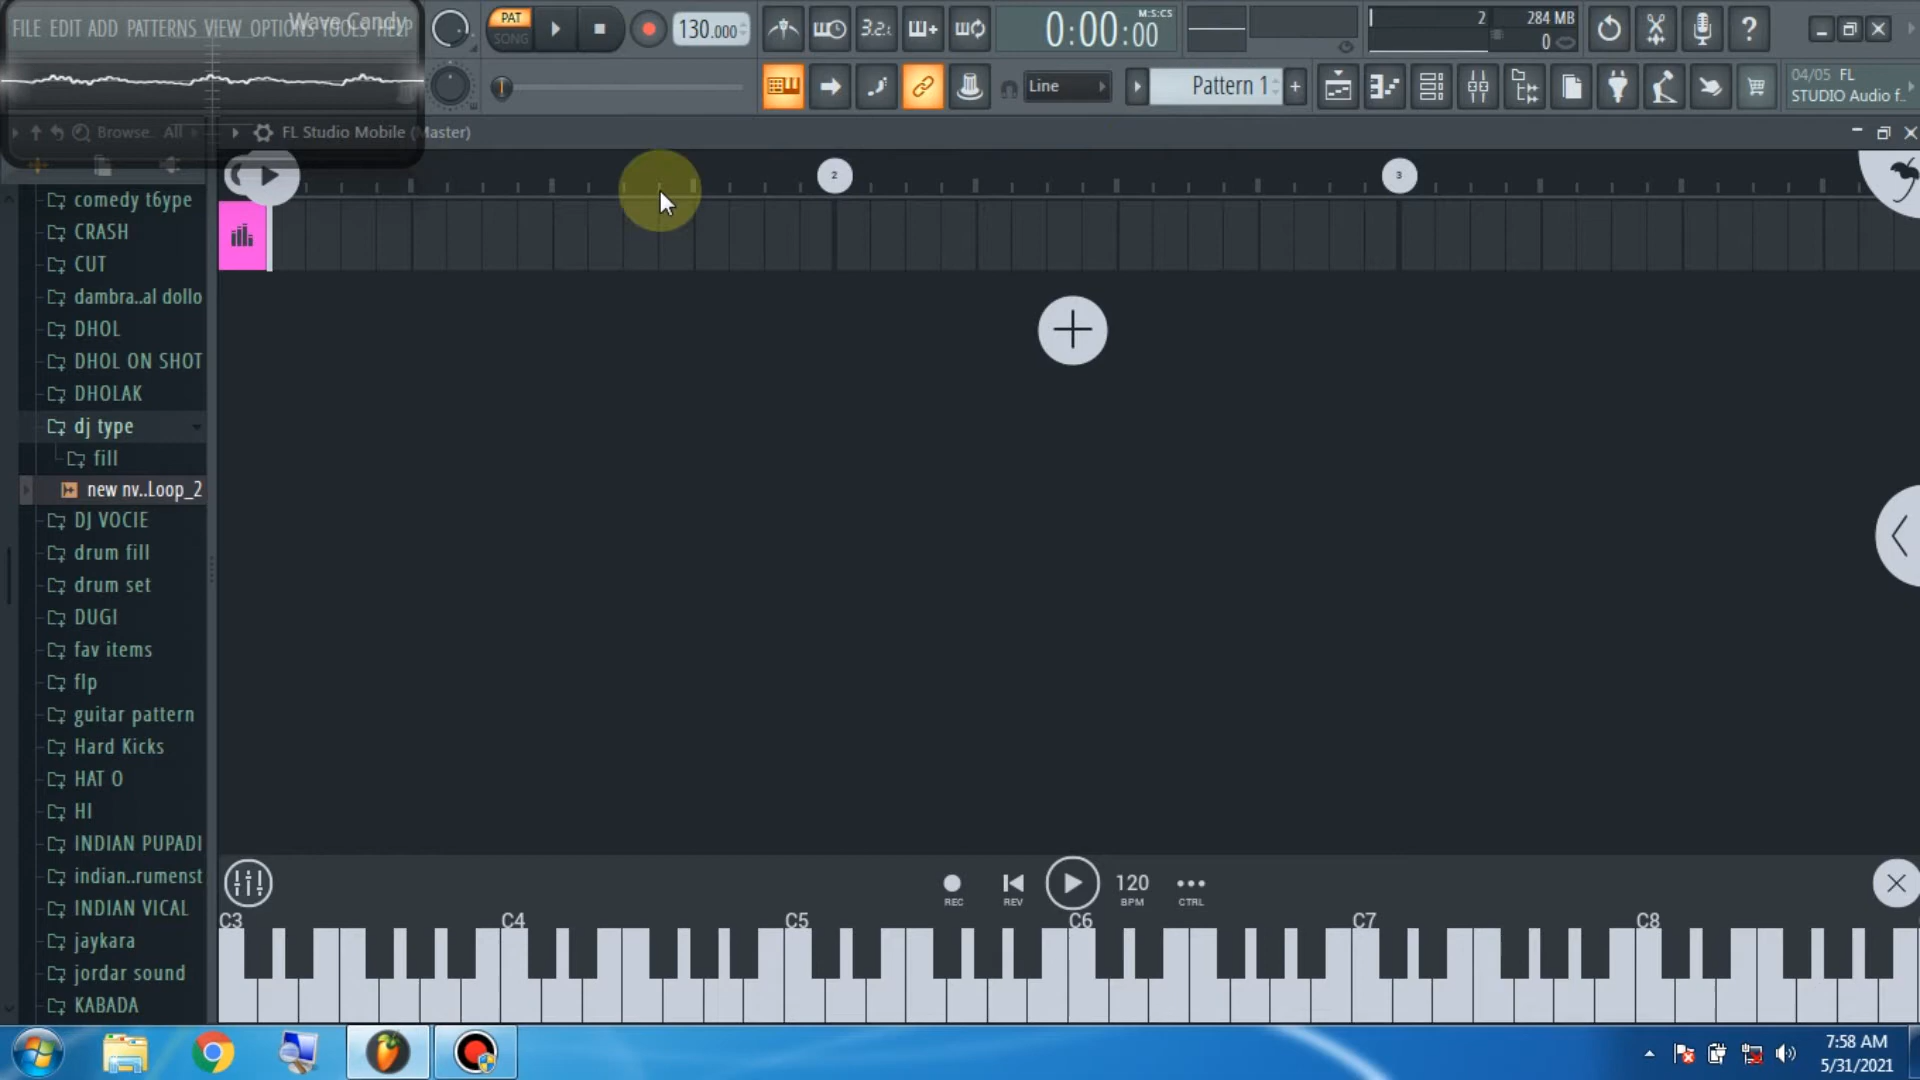 Wave Candy
FILE EDIT ADD PATTERNS VIEW OPTIONS TOOLS HELP
PAT
SONG
130.000
3.2.:
0:00:00
M:S:CS
2
284 MB
0
Line
Pattern 1
04/05 FL
STUDIO Audio f..
Browse.. All
FL Studio Mobile (Master)
2
3
comedy t6ype
CRASH
CUT
dambra..al dollo
DHOL
DHOL ON SHOT
DHOLAK
dj type
fill
new nv..Loop_2
DJ VOCIE
drum fill
drum set
DUGI
fav items
flp
guitar pattern
Hard Kicks
HAT O
HI
INDIAN PUPADI
indian..rumenst
INDIAN VICAL
jaykara
jordar sound
KABADA
REC
REV
120
BPM
CTRL
C3
C4
C5
C6
C7
C8
7:58 AM
5/31/2021